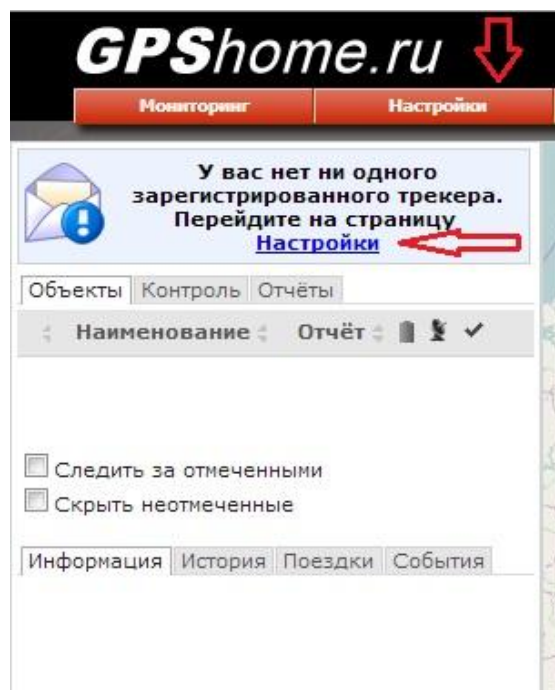 GPShome.ru
Мониторинг Настройки
У вас нет ни одного
зарегистрированного трекера.
Перейдите на страницу
Настройки
Объекты Контроль Отчёты
Наименование Отчёт
Следить за отмеченными
Скрыть неотмеченные
Информация История Поездки События